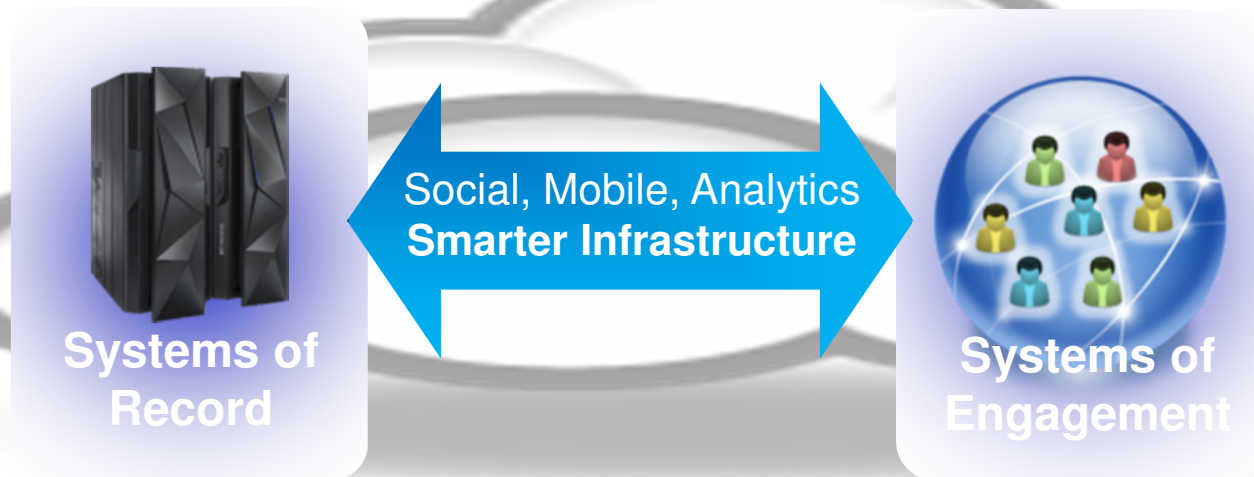 Social, Mobile, Analytics
Smarter Infrastructure
Systems of
Record
Systems of
Engagement